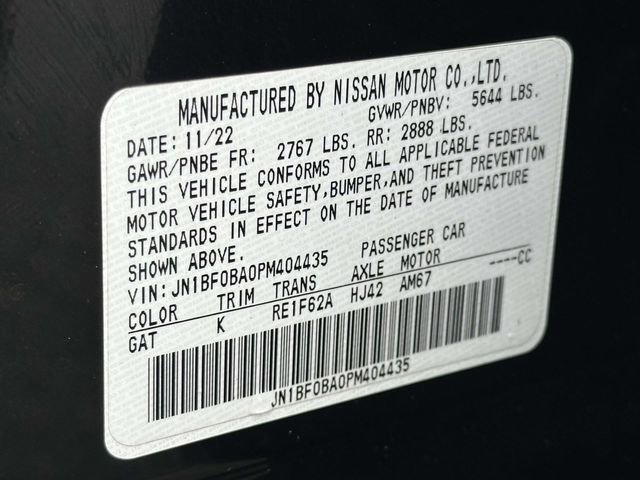 MANUFACTURED BY NISSAN MOTOR CO.,LTD.
DATE: 11/22 GVWR/PNBV: 5644 LBS.
GAWR/PNBE FR: 2767 LBS. RR: 2888 LBS.
THIS VEHICLE CONFORMS TO ALL APPLICABLE FEDERAL
MOTOR VEHICLE SAFETY,BUMPER,AND THEFT PREVENTION
STANDARDS IN EFFECT ON THE DATE OF MANUFACTURE
SHOWN ABOVE.
VIN:JN1BF0BA0PM404435 PASSENGER CAR
COLOR TRIM TRANS AXLE MOTOR
GAT K RE1F62A HJ42 AM67 ----CC
JN1BF0BA0PM404435